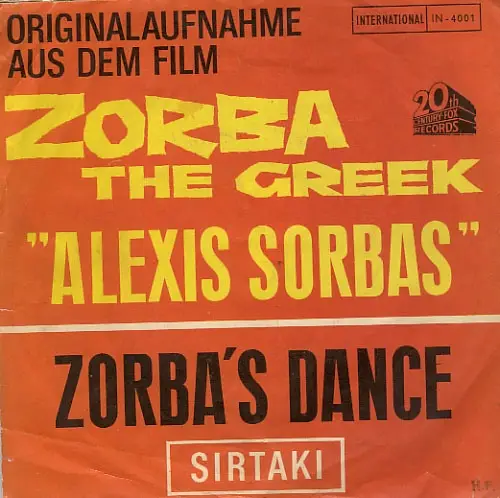 ORIGINALAUFNAHME
AUS DEM FILM
INTERNATIONAL IN-4001
20th
CENTURY-FOX
RECORDS
ZORBA
THE GREEK
"ALEXIS SORBAS"
ZORBA'S DANCE
SIRTAKI
H.F.